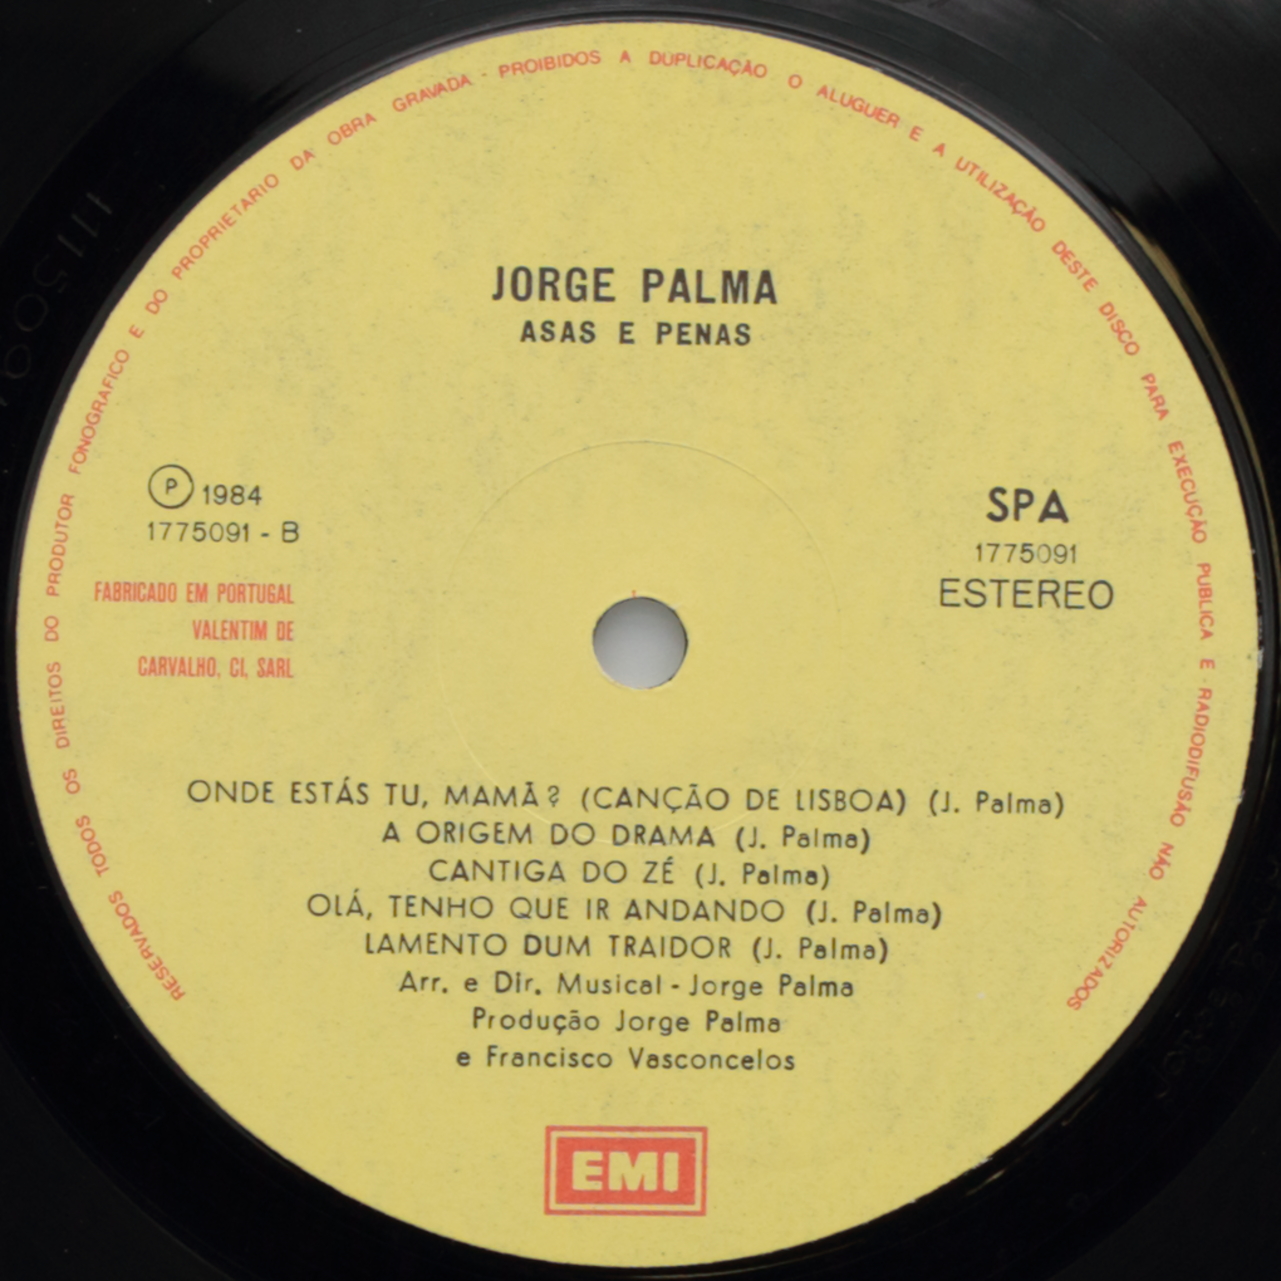 RESERVADOS TODOS OS DIREITOS DO PRODUTOR FONOGRAFICO E DO PROPRIETARIO DA OBRA GRAVADA - PROIBIDOS A DUPLICAÇÃO O ALUGUER E A UTILIZAÇÃO DESTE DISCO PARA EXECUÇÃO PUBLICA E RADIODIFUSÃO NÃO AUTORIZADOS
JORGE PALMA
ASAS E PENAS
Ⓟ 1984
1775091 - B
FABRICADO EM PORTUGAL
VALENTIM DE
CARVALHO, CI, SARL
SPA
1775091
ESTEREO
ONDE ESTÁS TU, MAMÃ? (CANÇÃO DE LISBOA) (J. Palma)
A ORIGEM DO DRAMA (J. Palma)
CANTIGA DO ZÉ (J. Palma)
OLÁ, TENHO QUE IR ANDANDO (J. Palma)
LAMENTO DUM TRAIDOR (J. Palma)
Arr. e Dir. Musical - Jorge Palma
Produção Jorge Palma
e Francisco Vasconcelos
EMI